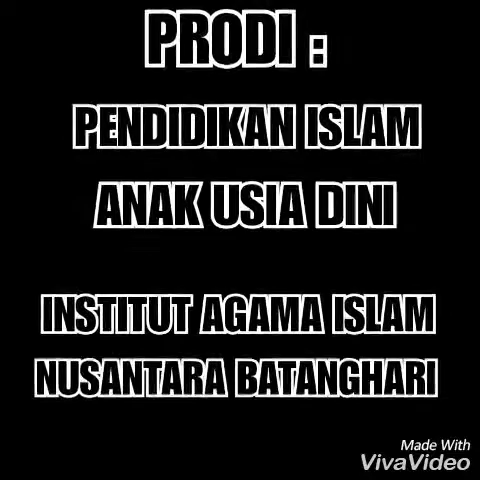 PRODI :
PENDIDIKAN ISLAM
ANAK USIA DINI
INSTITUT AGAMA ISLAM
NUSANTARA BATANGHARI
Made With
VivaVideo